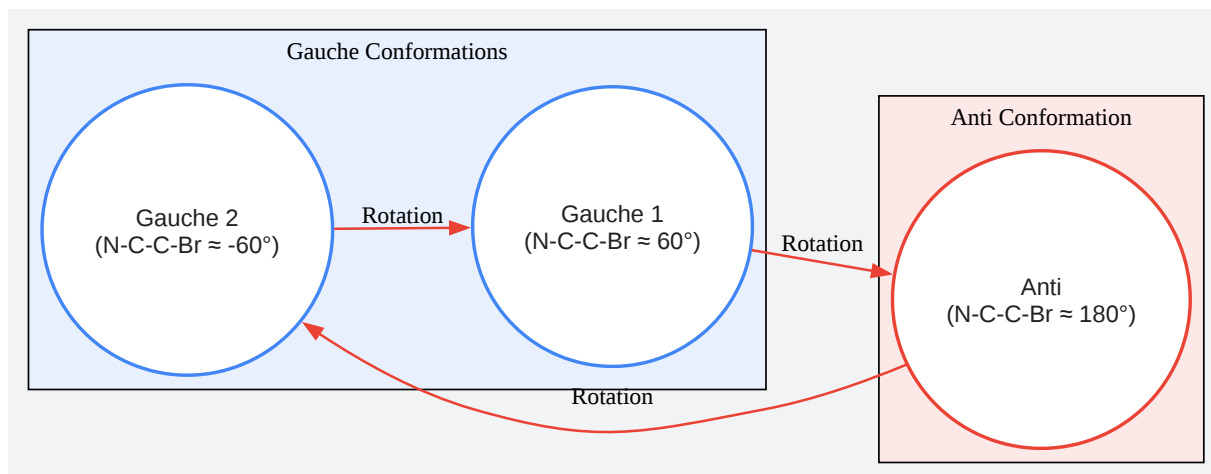 Gauche Conformations
Anti Conformation
Gauche 2
(N-C-C-Br ≈ -60°)
Rotation
Gauche 1
(N-C-C-Br ≈ 60°)
Rotation
Anti
(N-C-C-Br ≈ 180°)
Rotation